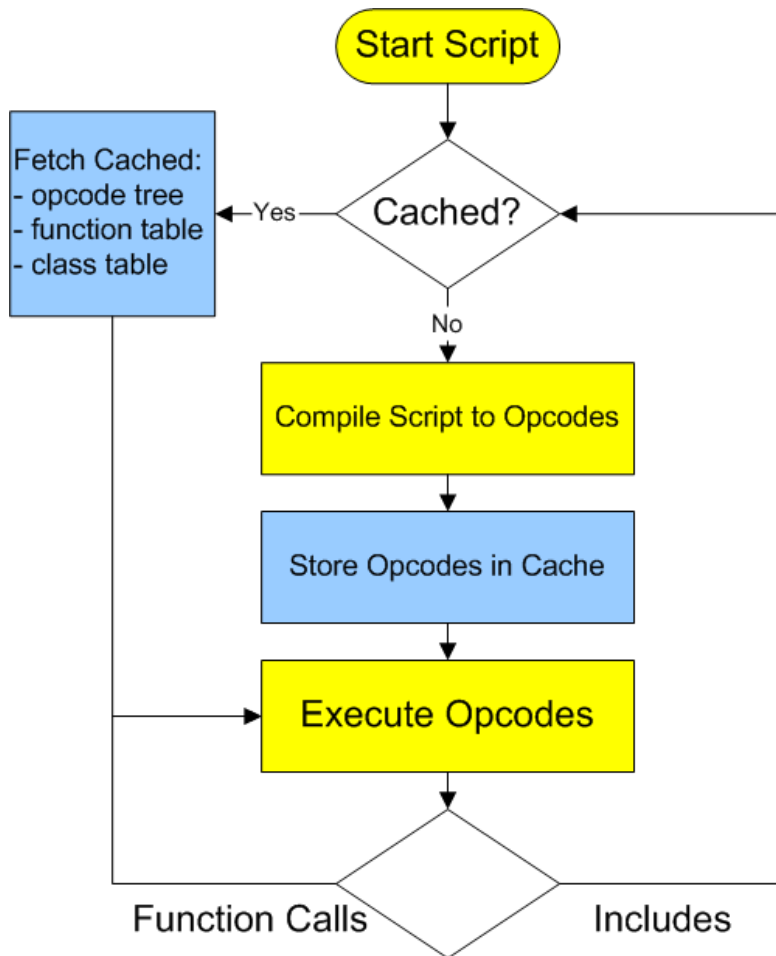 Start Script
Fetch Cached:
- opcode tree
- function table
- class table
Yes
Cached?
No
Compile Script to Opcodes
Store Opcodes in Cache
Execute Opcodes
Function Calls
Includes